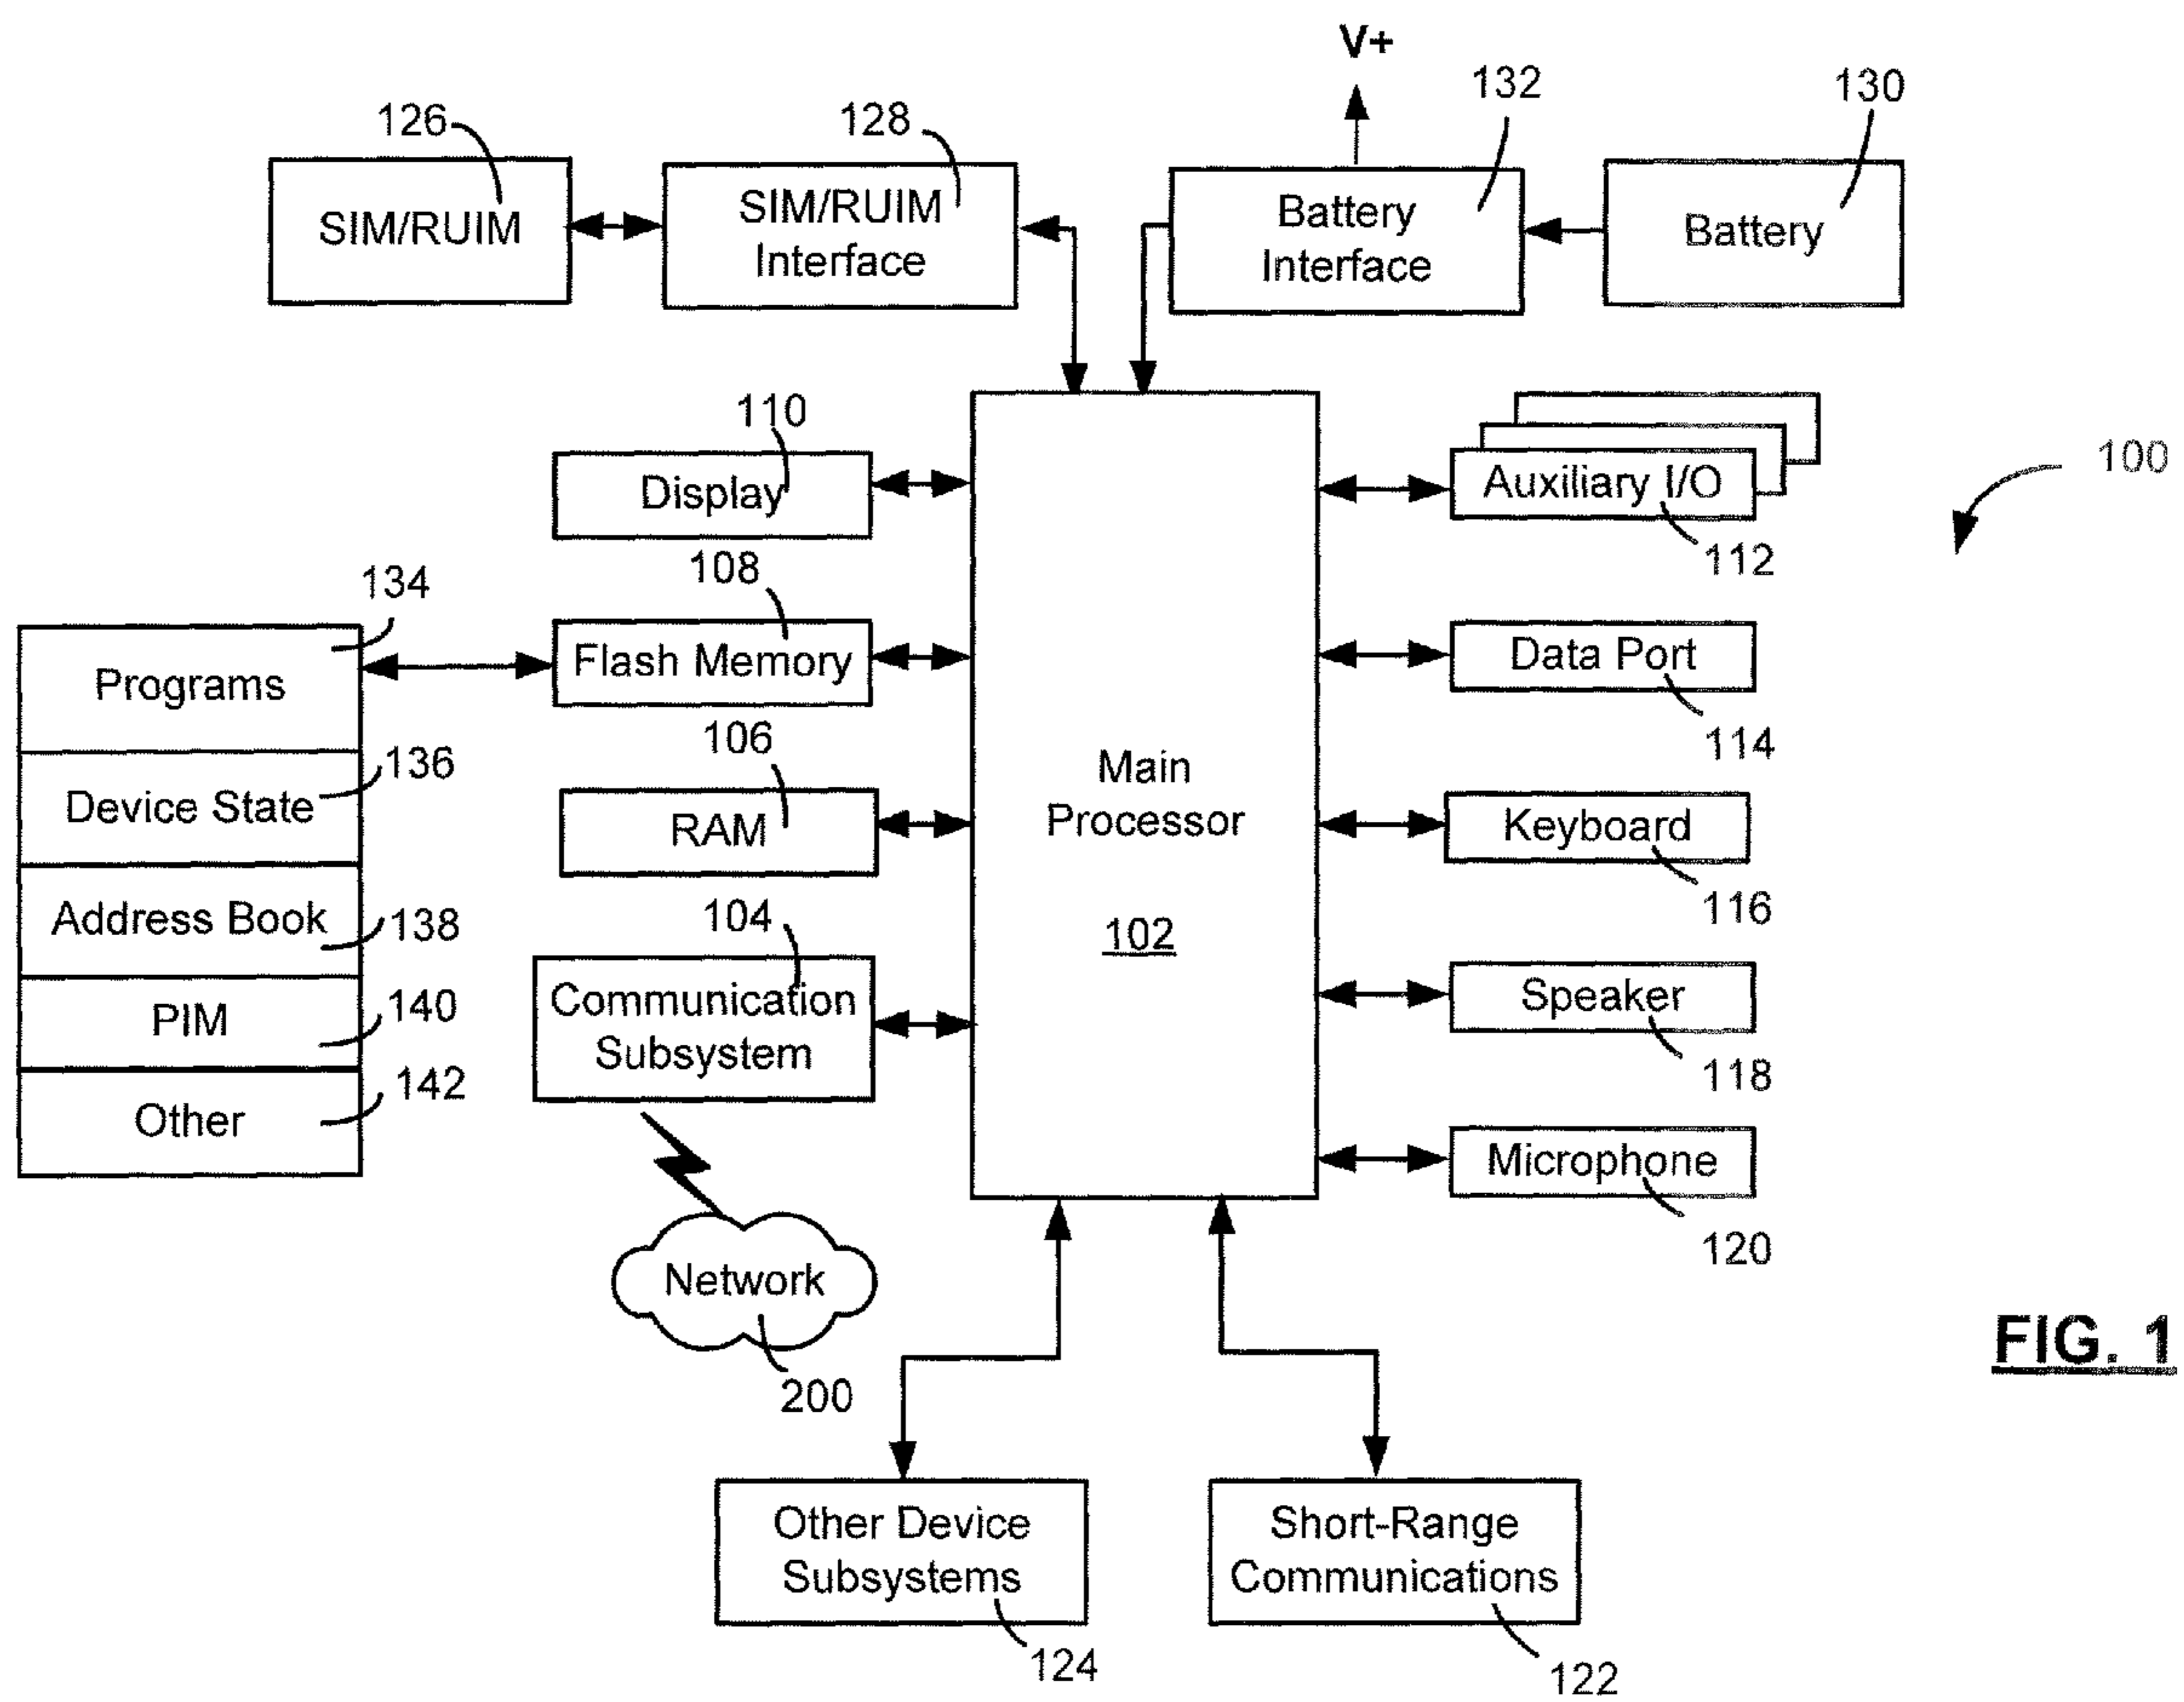 V+
126
128
132
130
SIM/RUIM
SIM/RUIM
Interface
Battery
Interface
Battery
110
Display
Auxiliary I/O
112
100
108
134
Programs
Flash Memory
Data Port
114
106
136
Device State
RAM
Main
Processor
102
Keyboard
116
104
Address Book
138
Communication
Subsystem
Speaker
118
PIM
140
Other
142
Microphone
120
Network
200
FIG. 1
Other Device
Subsystems
124
Short-Range
Communications
122